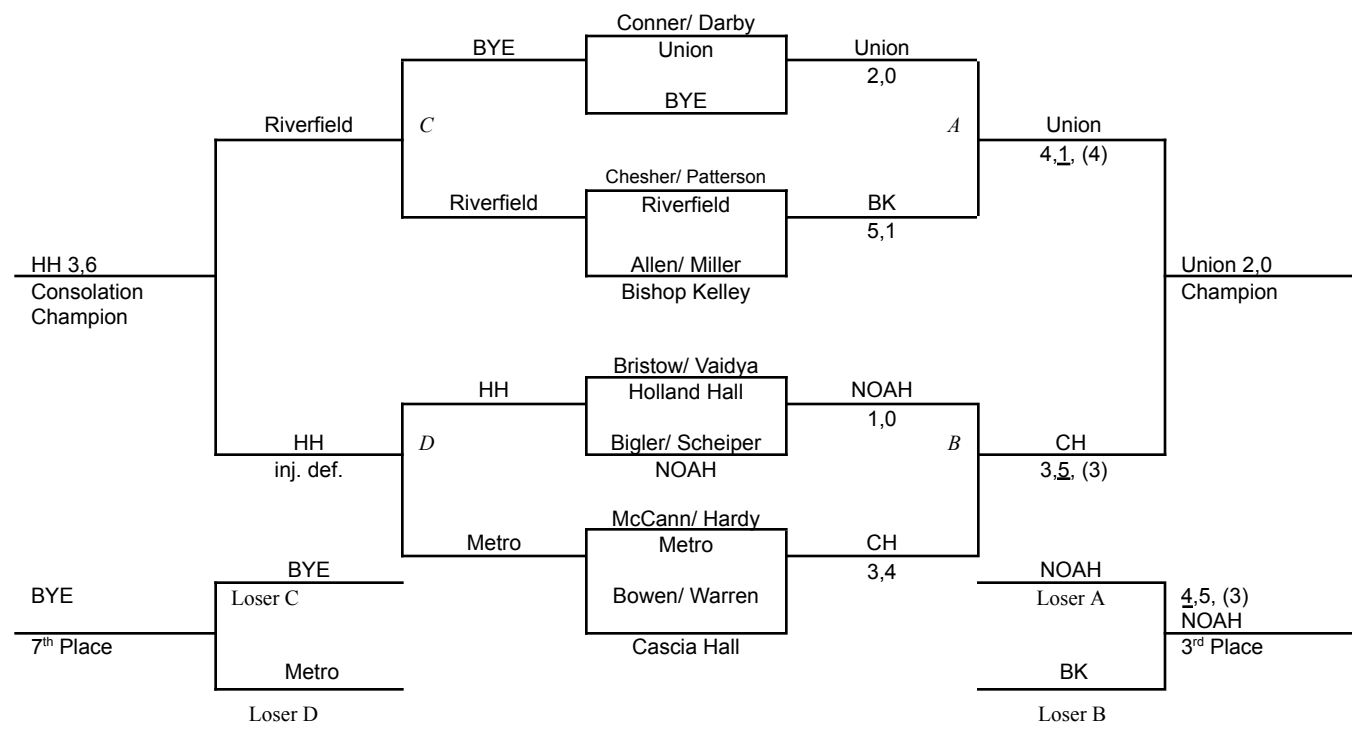 Conner/ Darby
BYE
Union
Union
2,0
BYE
Riverfield
C
A
Union
4,1, (4)
Chesher/ Patterson
Riverfield
Riverfield
BK
5,1
HH 3,6
Allen/ Miller
Union 2,0
Consolation
Champion
Bishop Kelley
Champion
Bristow/ Vaidya
HH
Holland Hall
NOAH
1,0
HH
D
Bigler/ Scheiper
B
CH
inj. def.
NOAH
3,5, (3)
McCann/ Hardy
Metro
Metro
CH
3,4
BYE
NOAH
BYE
Loser C
Bowen/ Warren
Loser A
4,5, (3)
NOAH
7th Place
Cascia Hall
3rd Place
Metro
BK
Loser D
Loser B